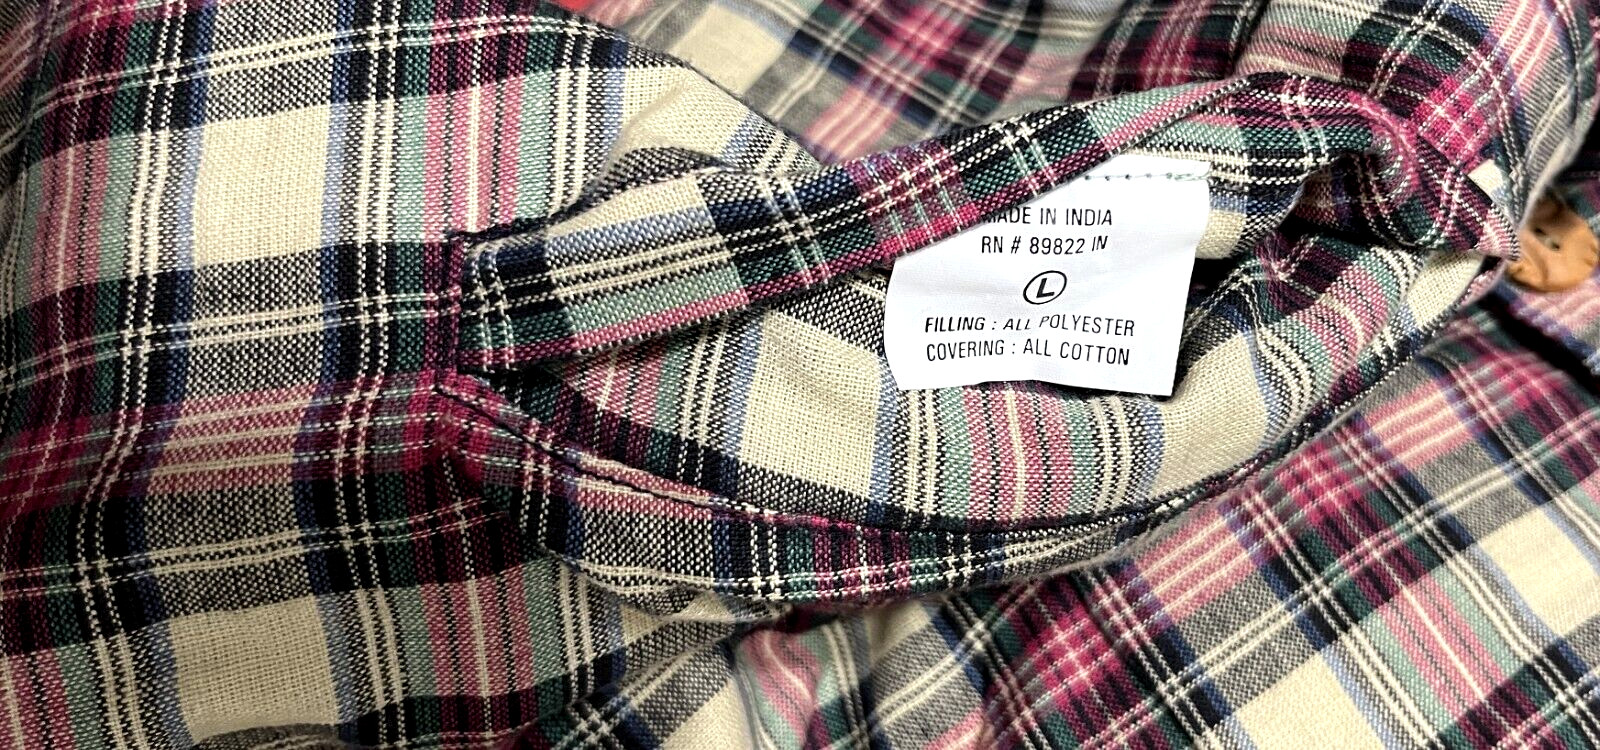 MADE IN INDIA
RN # 89822 IN
L
FILLING : ALL POLYESTER
COVERING : ALL COTTON